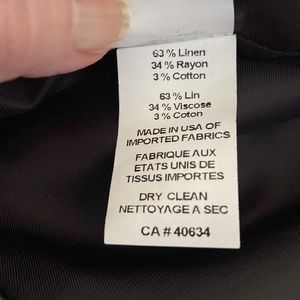 63 % Linen
34 % Rayon
3 % Cotton
63 % Lin
34 % Viscose
3 % Coton
MADE IN USA OF
IMPORTED FABRICS
FABRIQUE AUX
ETATS UNIS DE
TISSUS IMPORTES
DRY CLEAN
NETTOYAGE A SEC
CA # 40634